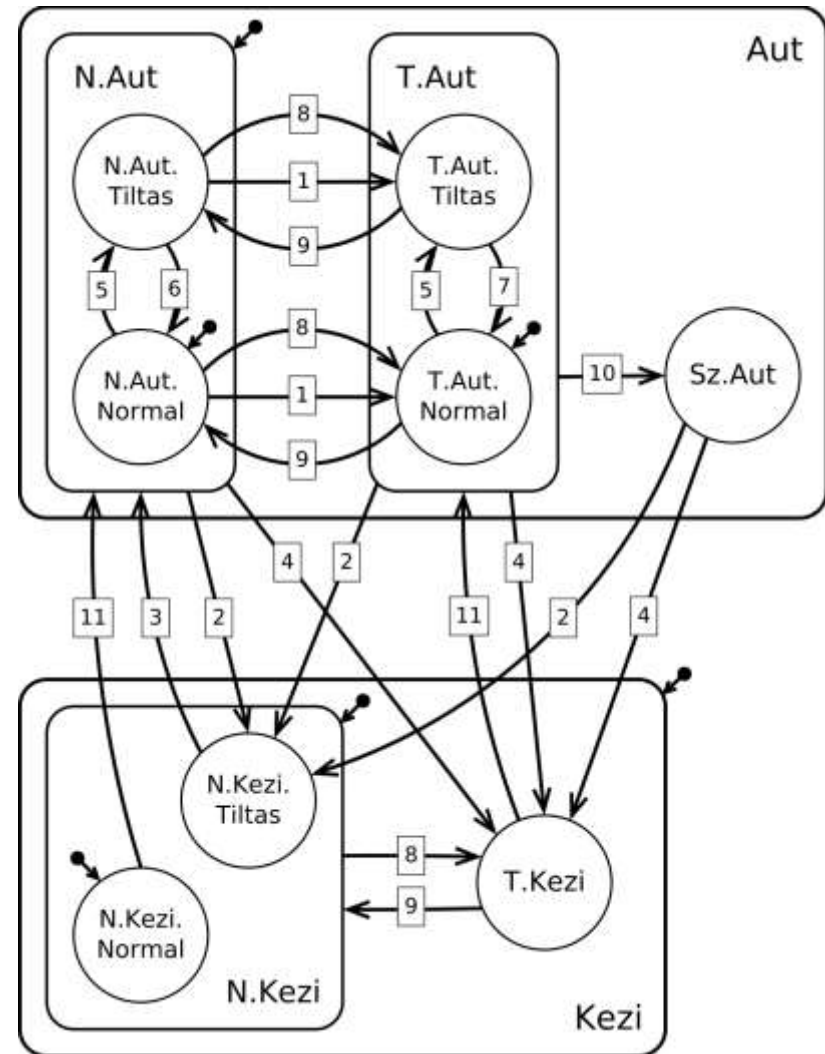 Aut
N.Aut
T.Aut
8
N.Aut.
Tiltas
1
T.Aut.
Tiltas
9
5
6
5
7
8
N.Aut.
Normal
1
T.Aut.
Normal
10
Sz.Aut
9
4
2
4
11
3
2
11
2
4
N.Kezi.
Tiltas
8
T.Kezi
9
N.Kezi.
Normal
N.Kezi
Kezi